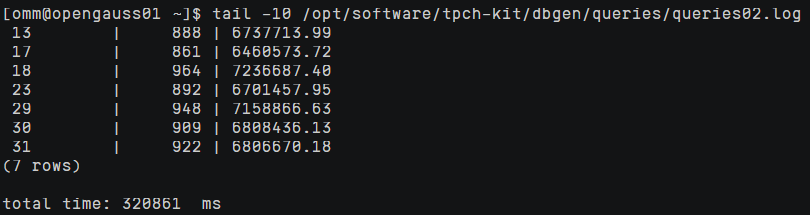 [omm@opengauss01 ~]$ tail -10 /opt/software/tpch-kit/dbgen/queries/queries02.log
13 | 888 | 6737713.99
17 | 861 | 6460573.72
18 | 964 | 7236687.40
23 | 892 | 6701457.95
29 | 948 | 7158866.63
30 | 909 | 6808436.13
31 | 922 | 6806670.18
(7 rows)
total time: 320861 ms